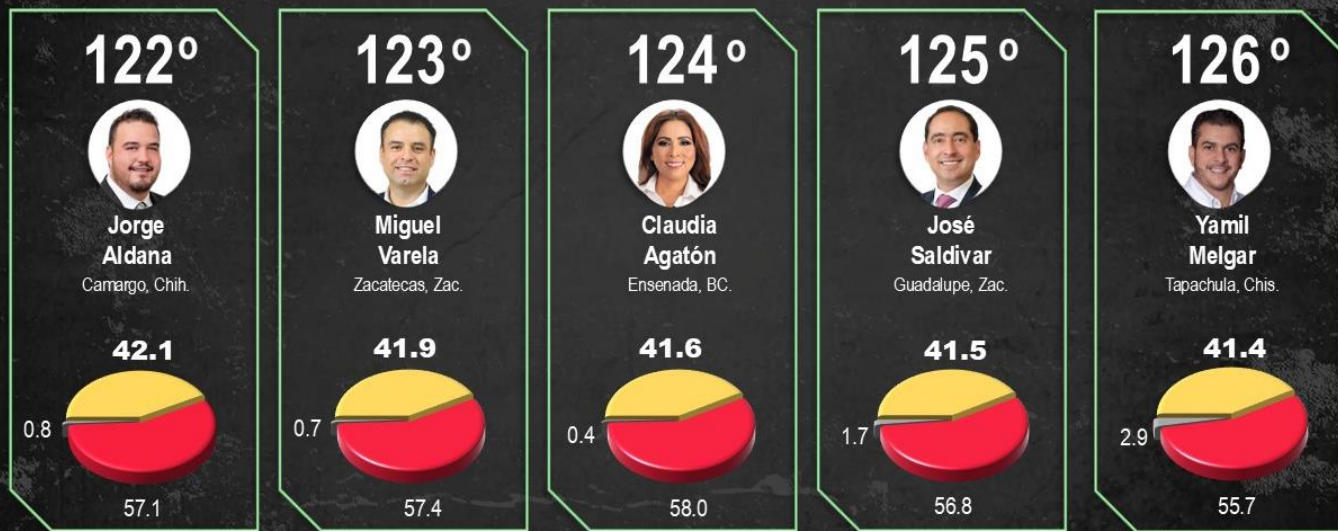 122º
Jorge
Aldana
Camargo, Chih.
42.1
0.8
57.1
123º
Miguel
Varela
Zacatecas, Zac.
41.9
0.7
57.4
124º
Claudia
Agatón
Ensenada, BC.
41.6
0.4
58.0
125º
José
Saldivar
Guadalupe, Zac.
41.5
1.7
56.8
126º
Yamil
Melgar
Tapachula, Chis.
41.4
2.9
55.7